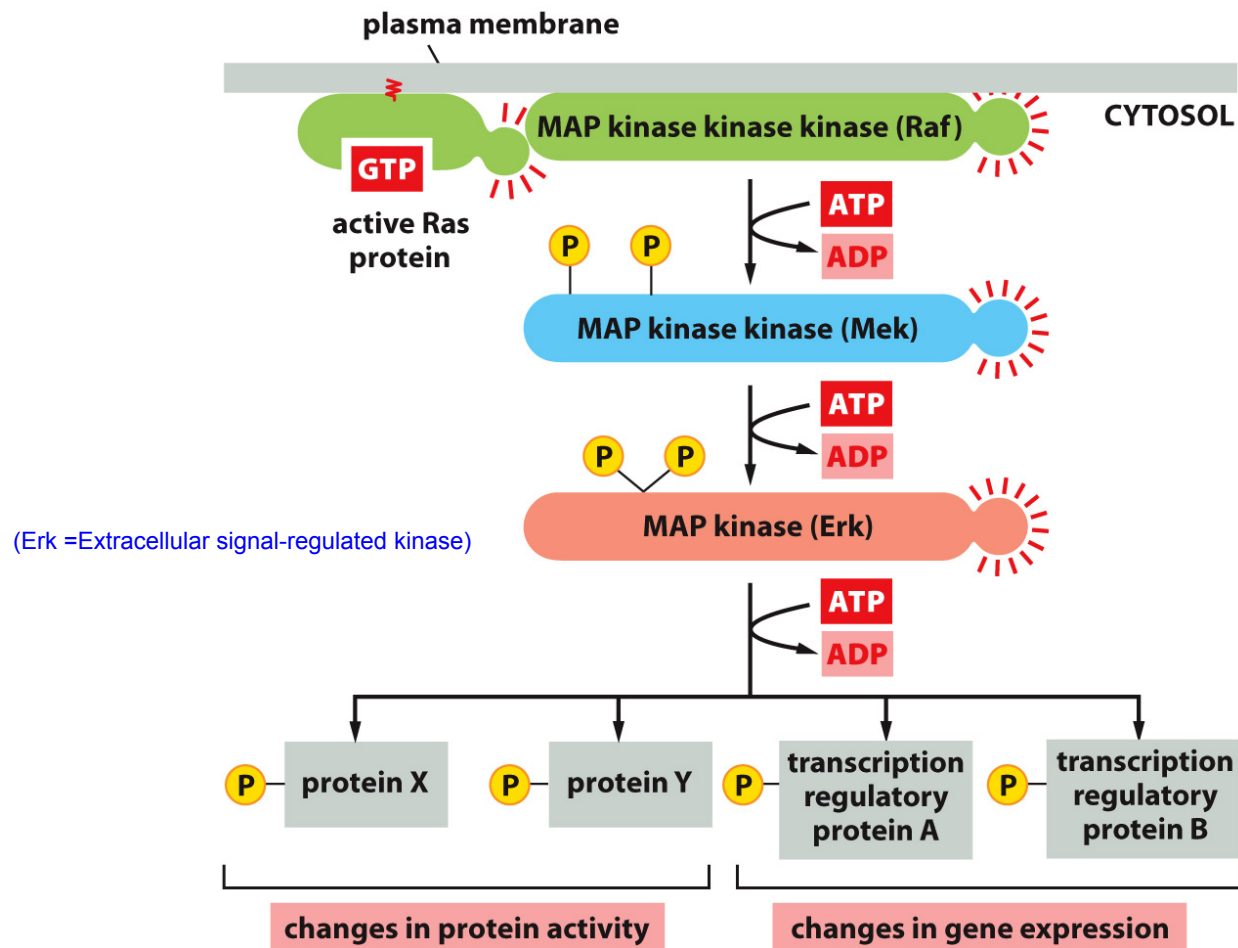 plasma membrane
MAP kinase kinase kinase (Raf)
CYTOSOL
GTP
active Ras
protein
ATP
ADP
P
P
MAP kinase kinase (Mek)
ATP
ADP
P
P
MAP kinase (Erk)
(Erk =Extracellular signal-regulated kinase)
ATP
ADP
P
protein X
P
protein Y
P
transcription
regulatory
protein A
P
transcription
regulatory
protein B
changes in protein activity
changes in gene expression